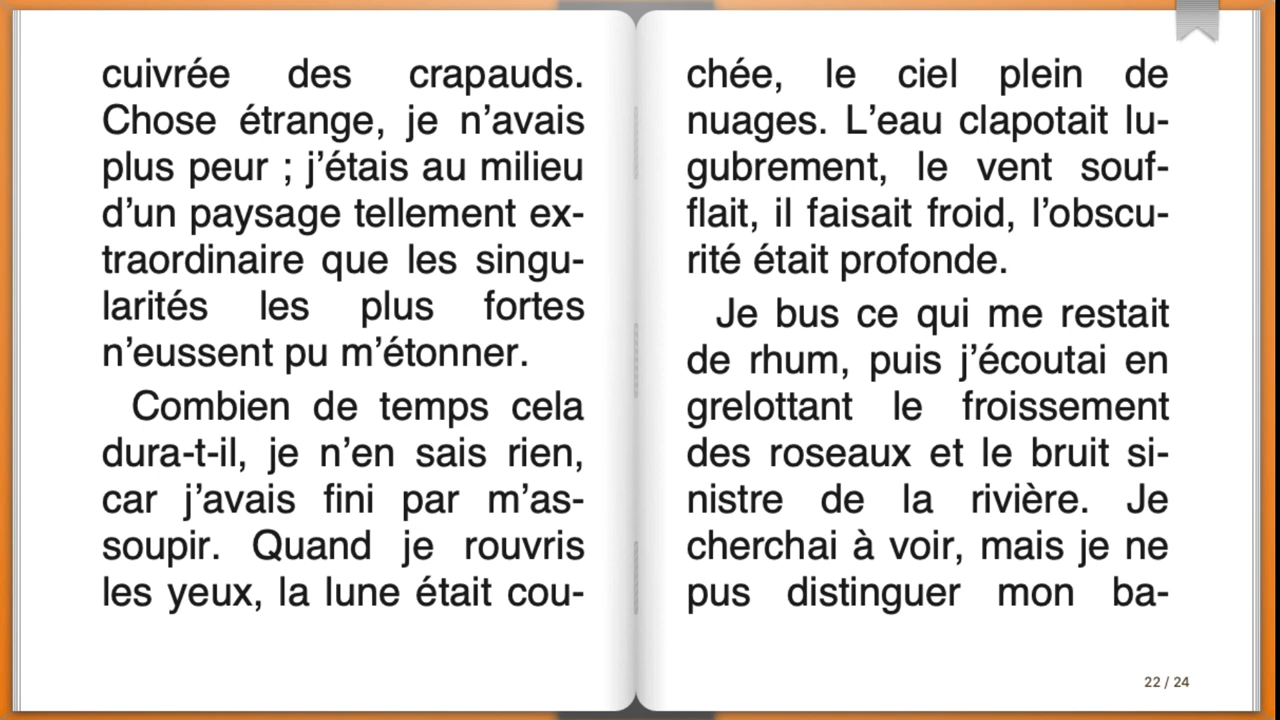 cuivrée des crapauds.
Chose étrange, je n’avais
plus peur ; j’étais au milieu
d’un paysage tellement ex-
traordinaire que les singu-
larités les plus fortes
n’eussent pu m’étonner.
Combien de temps cela
dura-t-il, je n’en sais rien,
car j’avais fini par m’as-
soupir. Quand je rouvris
les yeux, la lune était cou-
chée, le ciel plein de
nuages. L’eau clapotait lu-
gubrement, le vent souf-
flait, il faisait froid, l’obscu-
rité était profonde.
Je bus ce qui me restait
de rhum, puis j’écoutai en
grelottant le froissement
des roseaux et le bruit si-
nistre de la rivière. Je
cherchai à voir, mais je ne
pus distinguer mon ba-
22 / 24